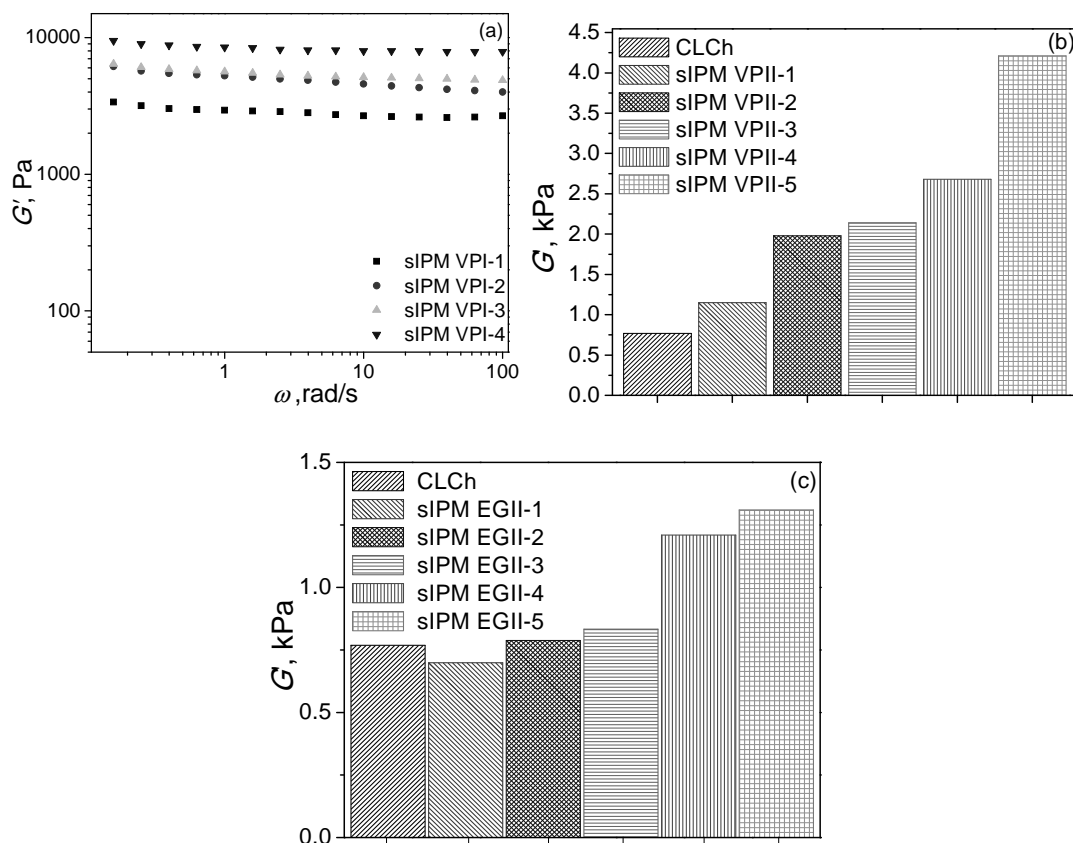 (a)
10000
1000
100
G', Pa
sIPM VPI-1
sIPM VPI-2
sIPM VPI-3
sIPM VPI-4
1
10
100
ω,rad/s
(b)
4.5
4.0
3.5
3.0
2.5
2.0
1.5
1.0
0.5
0.0
G', kPa
CLCh
sIPM VPII-1
sIPM VPII-2
sIPM VPII-3
sIPM VPII-4
sIPM VPII-5
(c)
1.5
1.0
0.5
0.0
G', kPa
CLCh
sIPM EGII-1
sIPM EGII-2
sIPM EGII-3
sIPM EGII-4
sIPM EGII-5